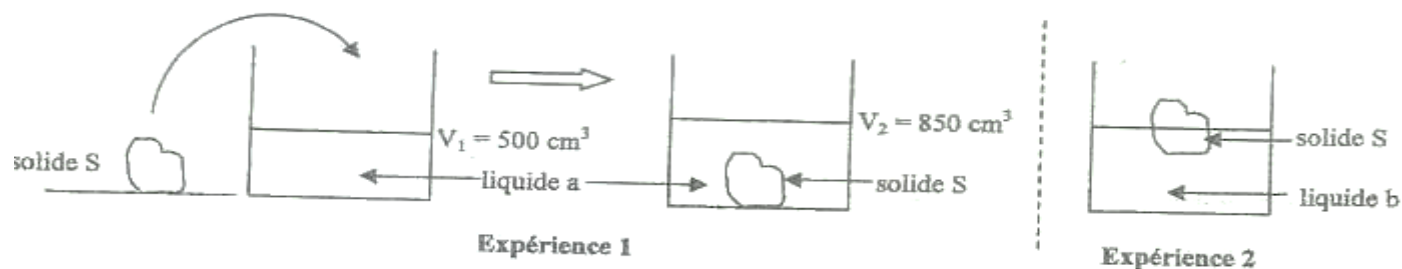 solide S
V₁ = 500 cm³
liquide a
V₂ = 850 cm³
solide S
Expérience 1
solide S
liquide b
Expérience 2